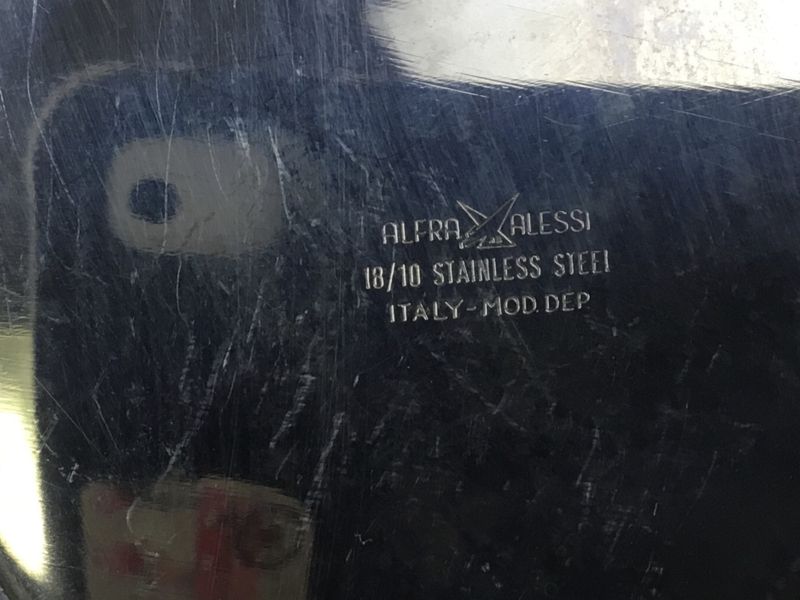 ALFRA ALESSI
18/10 STAINLESS STEEL
ITALY-MOD.DEP.